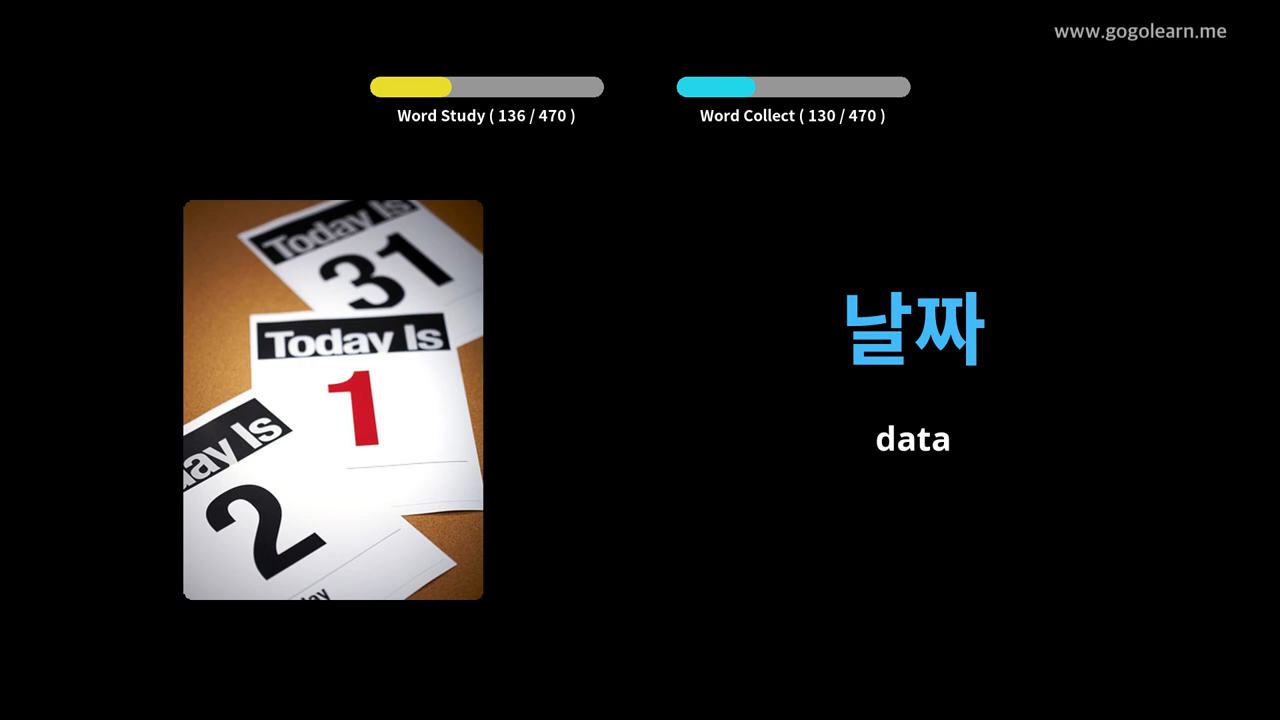 www.gogolearn.me
Word Study ( 136 / 470 )
Word Collect ( 130 / 470 )
Today Is
31
Today Is
1
day Is
2
날짜
data